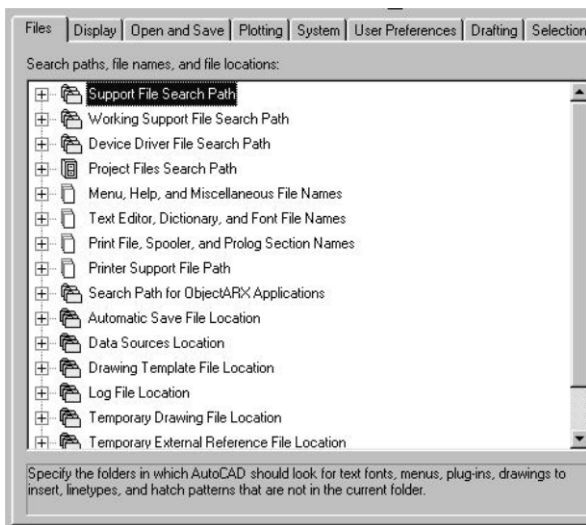 Files Display Open and Save Plotting System User Preferences Drafting Selection
Search paths, file names, and file locations:
Support File Search Path
Working Support File Search Path
Device Driver File Search Path
Project Files Search Path
Menu, Help, and Miscellaneous File Names
Text Editor, Dictionary, and Font File Names
Print File, Spooler, and Prolog Section Names
Printer Support File Path
Search Path for ObjectARX Applications
Automatic Save File Location
Data Sources Location
Drawing Template File Location
Log File Location
Temporary Drawing File Location
Temporary External Reference File Location
Specify the folders in which AutoCAD should look for text fonts, menus, plug-ins, drawings to
insert, linetypes, and hatch patterns that are not in the current folder.